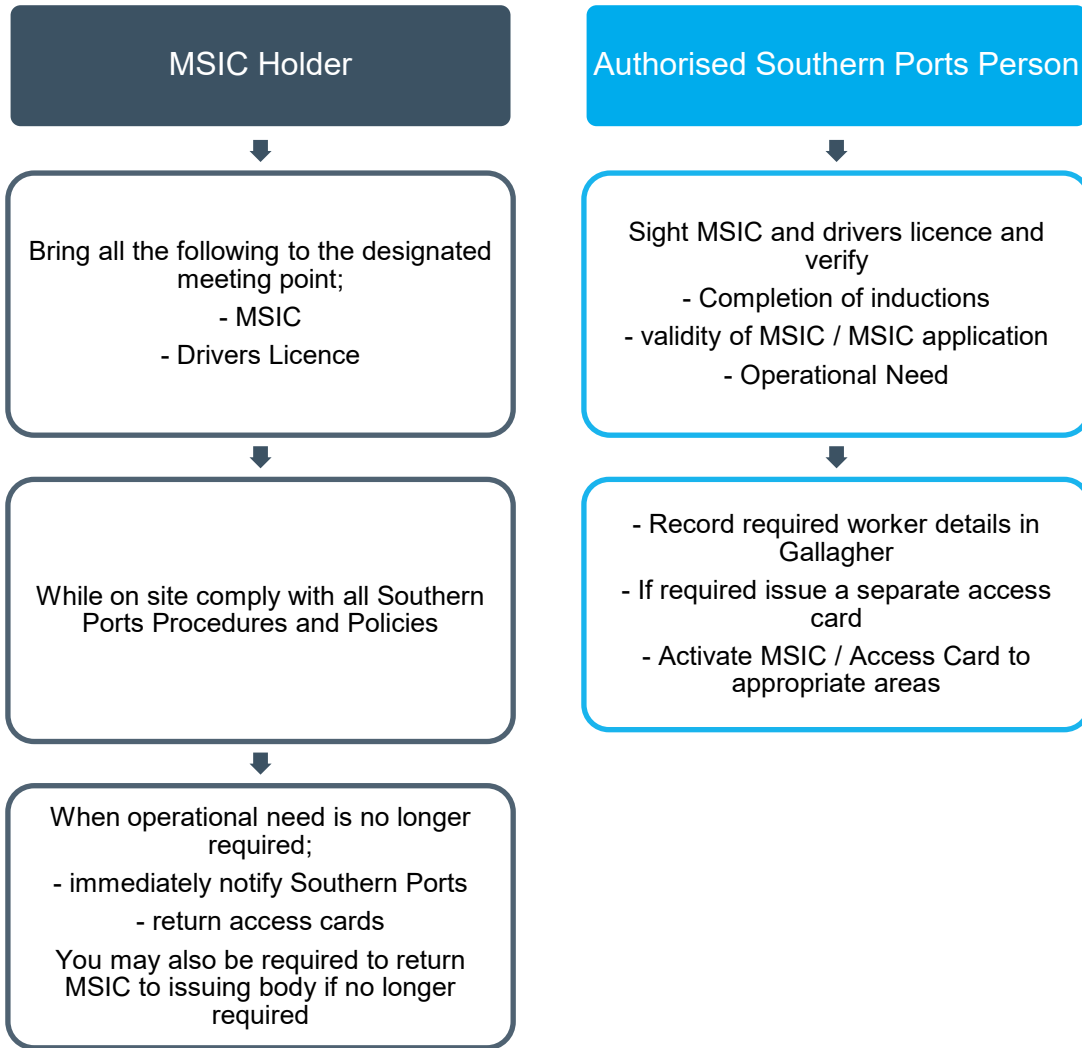 MSIC Holder
Bring all the following to the designated
meeting point;
- MSIC
- Drivers Licence
While on site comply with all Southern
Ports Procedures and Policies
When operational need is no longer
required;
- immediately notify Southern Ports
- return access cards
You may also be required to return
MSIC to issuing body if no longer
required
Authorised Southern Ports Person
Sight MSIC and drivers licence and
verify
- Completion of inductions
- validity of MSIC / MSIC application
- Operational Need
- Record required worker details in
Gallagher
- If required issue a separate access
card
- Activate MSIC / Access Card to
appropriate areas